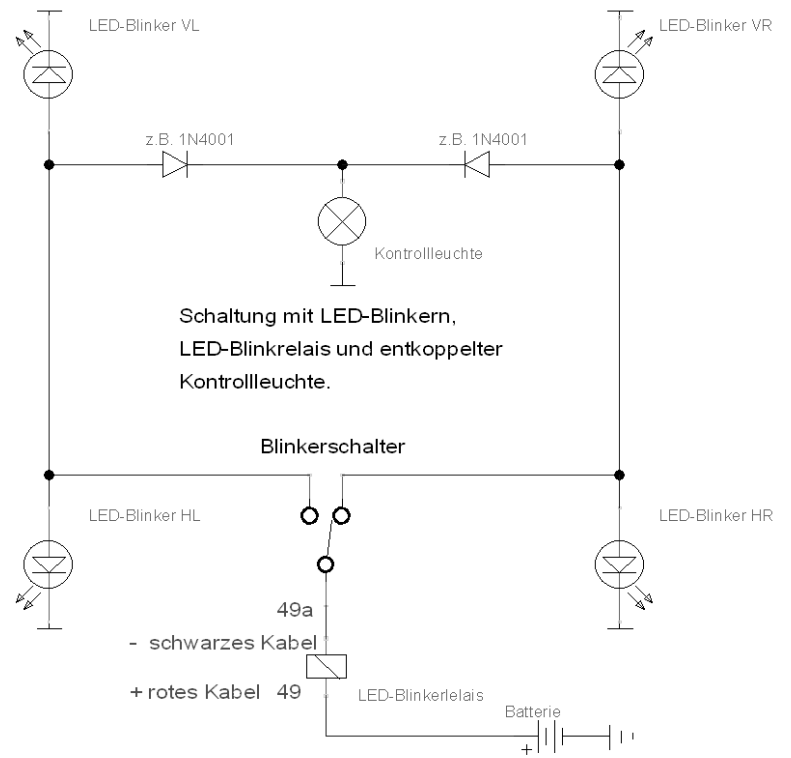 LED-Blinker VL
LED-Blinker VR
z.B. 1N4001
z.B. 1N4001
Kontrollleuchte
Schaltung mit LED-Blinkern,
LED-Blinkrelais und entkoppelter
Kontrollleuchte.
Blinkerschalter
LED-Blinker HL
LED-Blinker HR
49a
- schwarzes Kabel
+ rotes Kabel 49
LED-Blinkerlelais
Batterie
+